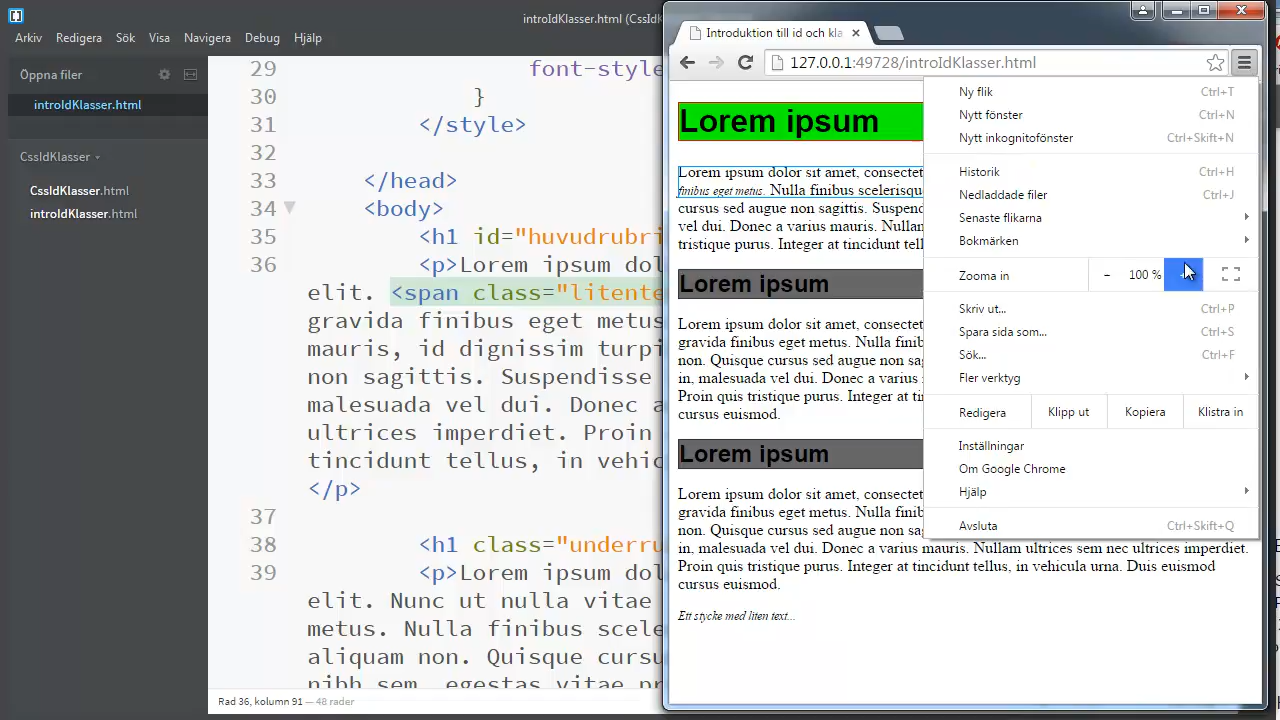 introIdKlasser.html (CssIdK
Arkiv Redigera Sök Visa Navigera Debug Hjälp
Öppna filer
introIdKlasser.html
CssIdKlasser
CssIdKlasser.html
introIdKlasser.html
29 font-style
30 }
31 </style>
32
33 </head>
34 <body>
35 <h1 id="huvudrubri
36 <p>Lorem ipsum dol
elit. <span class="litente
gravida finibus eget metus
mauris, id dignissim turpi
non sagittis. Suspendisse
malesuada vel dui. Donec a
ultrices imperdiet. Proin
tincidunt tellus, in vehic
</p>
37
38 <h1 class="underru
39 <p>Lorem ipsum dol
elit. Nunc ut nulla vitae
metus. Nulla finibus scele
aliquam non. Quisque cursu
nibh sem, egestas vitae pr
Rad 36, kolumn 91 — 48 rader
Introduktion till id och kla
127.0.0.1:49728/introIdKlasser.html
Lorem ipsum
Lorem ipsum dolor sit amet, consectet
finibus eget metus. Nulla finibus scelerisqu
cursus sed augue non sagittis. Suspend
vel dui. Donec a varius mauris. Nullan
tristique purus. Integer at tincidunt tell
Lorem ipsum
Lorem ipsum dolor sit amet, consectet
gravida finibus eget metus. Nulla finib
non. Quisque cursus sed augue non sa
in, malesuada vel dui. Donec a varius
Proin quis tristique purus. Integer at ti
cursus euismod.
Lorem ipsum
Lorem ipsum dolor sit amet, consectet
gravida finibus eget metus. Nulla finib
non. Quisque cursus sed augue non sa
in, malesuada vel dui. Donec a varius mauris. Nullam ultrices sem nec ultrices imperdiet.
Proin quis tristique purus. Integer at tincidunt tellus, in vehicula urna. Duis euismod
cursus euismod.
Ett stycke med liten text...
Ny flik Ctrl+T
Nytt fönster Ctrl+N
Nytt inkognitofönster Ctrl+Skift+N
Historik Ctrl+H
Nedladdade filer Ctrl+J
Senaste flikarna
Bokmärken
Zooma in - 100 %
Skriv ut... Ctrl+P
Spara sida som... Ctrl+S
Sök... Ctrl+F
Fler verktyg
Redigera Klipp ut Kopiera Klistra in
Inställningar
Om Google Chrome
Hjälp
Avsluta Ctrl+Skift+Q